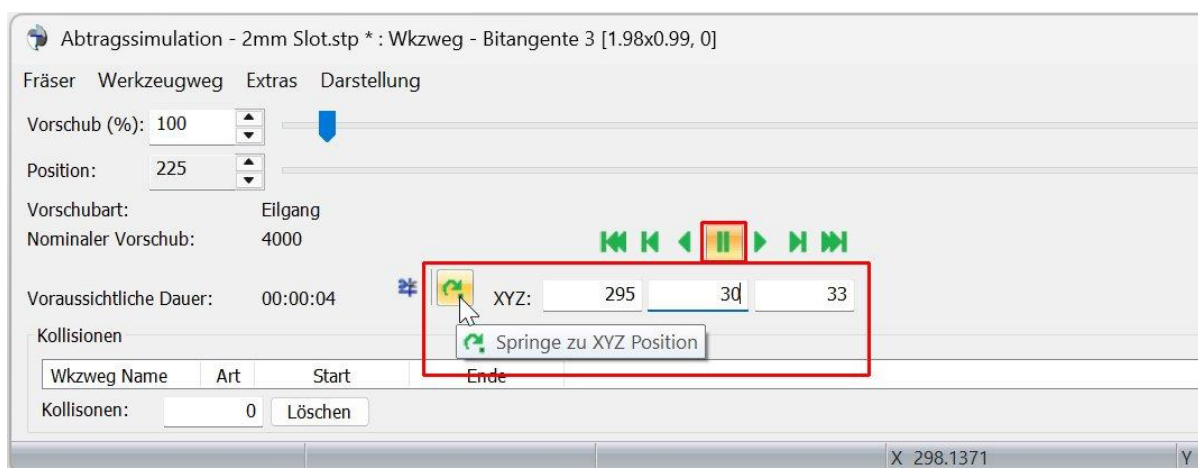 Abtragssimulation - 2mm Slot.stp * : Wkzweg - Bitangente 3 [1.98x0.99, 0]
Fräser Werkzeugweg Extras Darstellung
Vorschub (%): 100
Position: 225
Vorschubart: Eilgang
Nominaler Vorschub: 4000
Voraussichtliche Dauer: 00:00:04 XYZ: 295 30 33
Springe zu XYZ Position
Kollisionen
Wkzweg Name Art Start Ende
Kollisonen: 0 Löschen
X 298.1371 Y